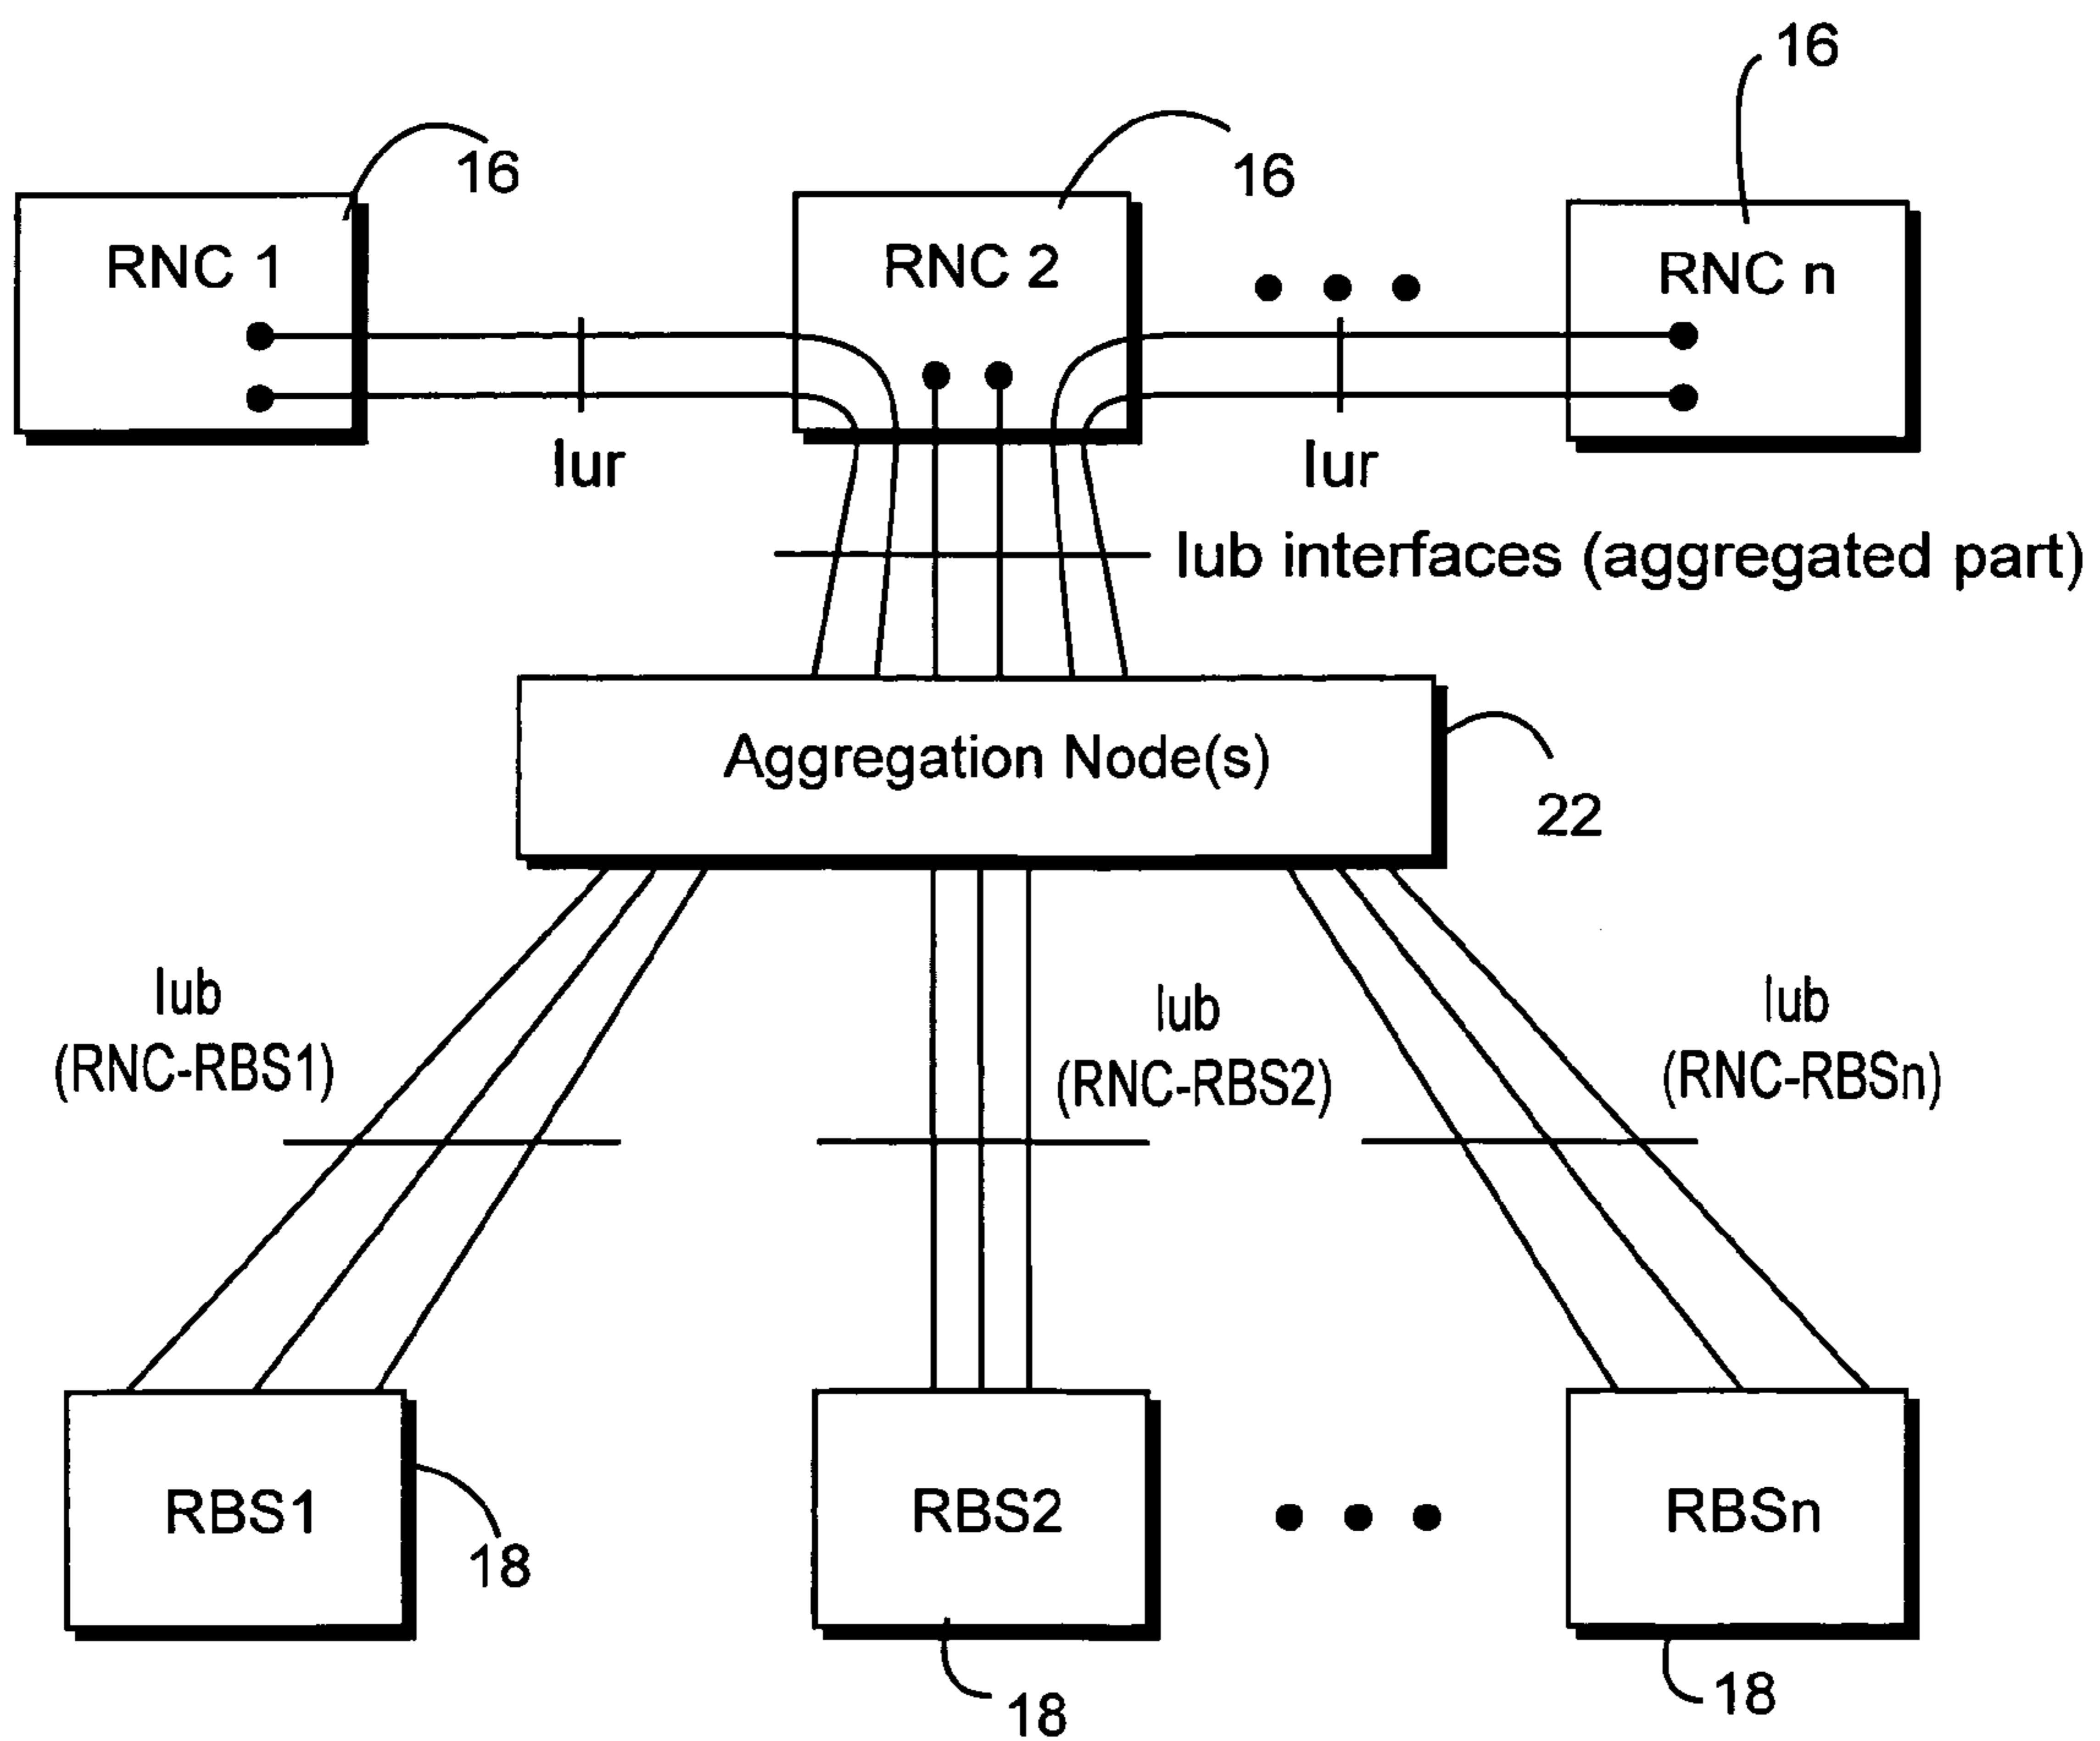 16
16
16
RNC 1
RNC 2
RNC n
Iur
Iur
Iub interfaces (aggregated part)
Aggregation Node(s)
22
Iub
(RNC-RBS1)
Iub
(RNC-RBS2)
Iub
(RNC-RBSn)
RBS1
RBS2
RBSn
18
18
18